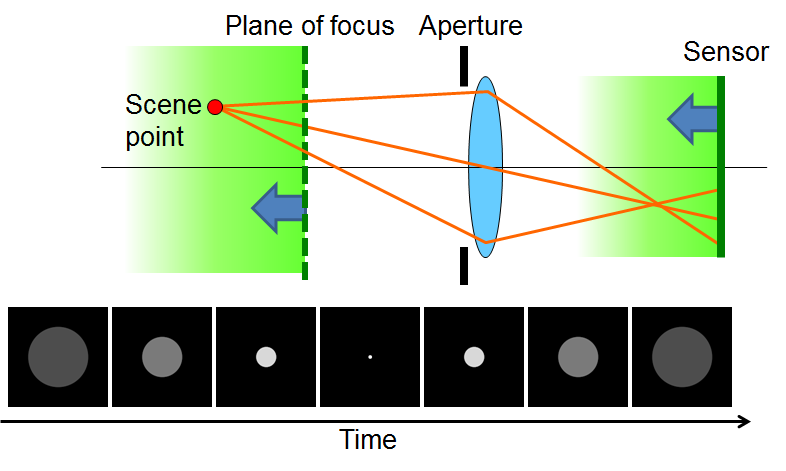 Plane of focus
Aperture
Sensor
Scene
point
Time